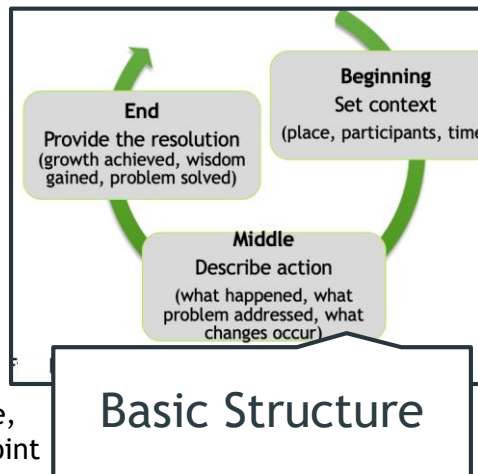 Beginning
Set context
(place, participants, time
End
Provide the resolution
(growth achieved, wisdom
gained, problem solved)
Middle
Describe action
(what happened, what
problem addressed, what
changes occur)
Basic Structure